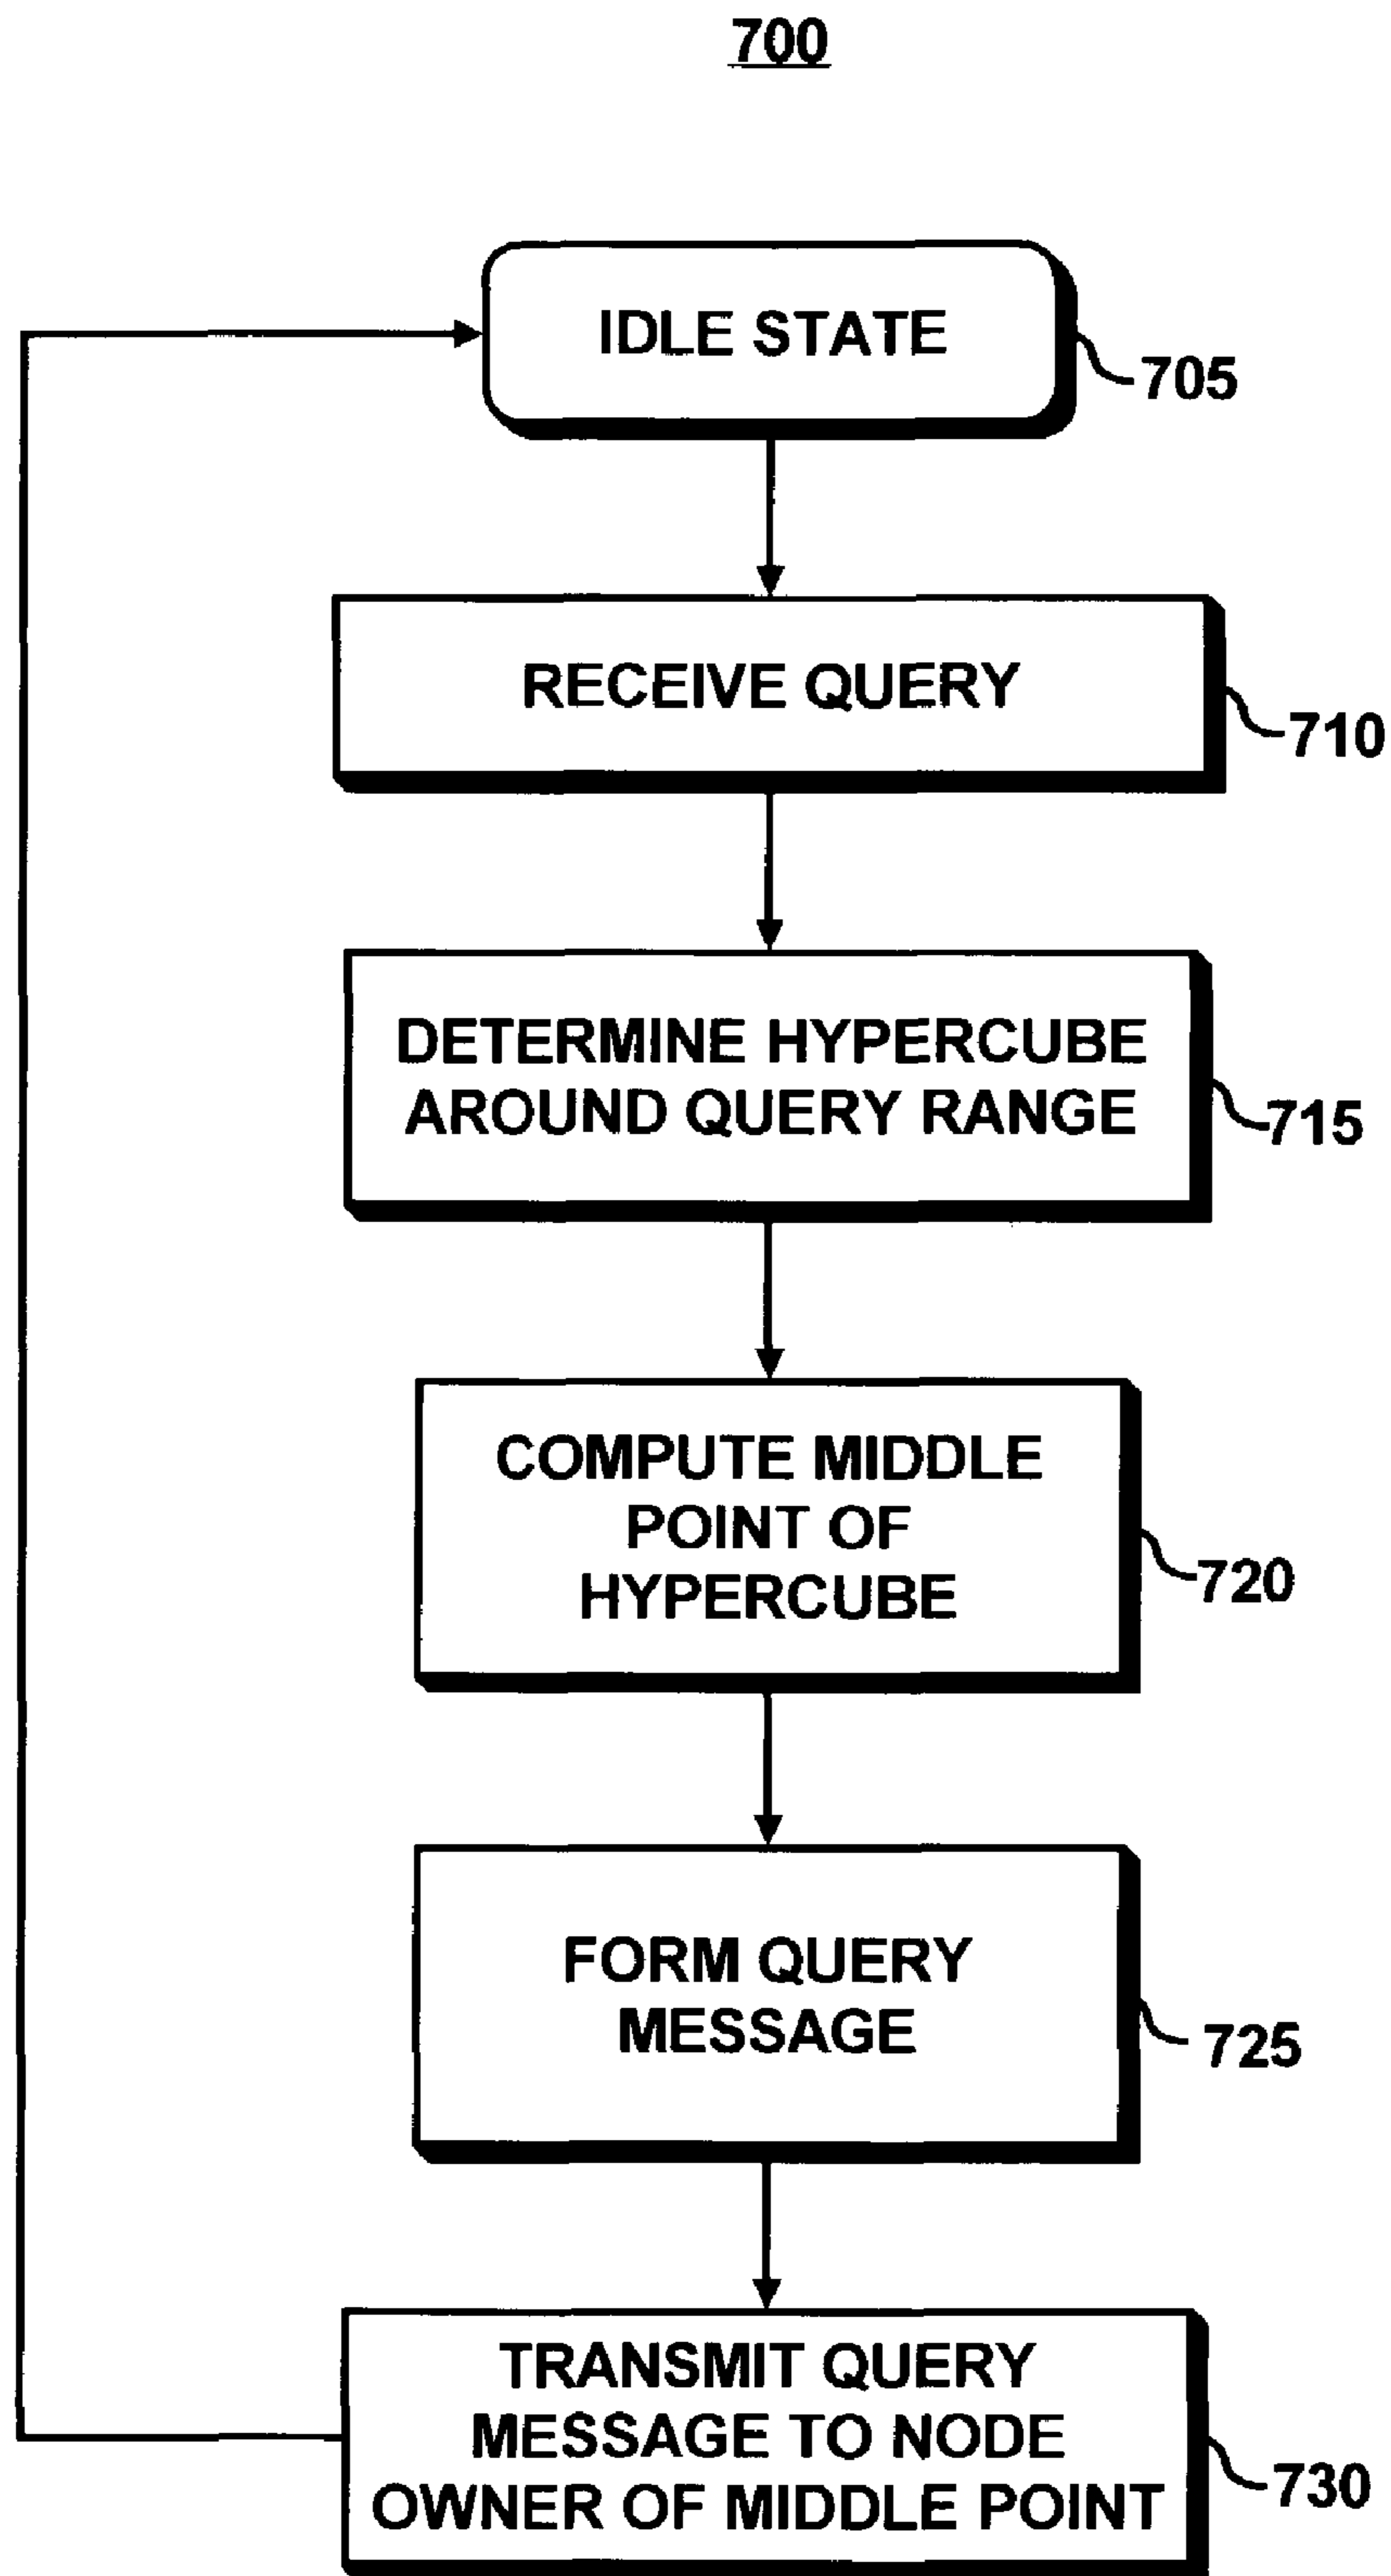 700
IDLE STATE
705
RECEIVE QUERY
710
DETERMINE HYPERCUBE
AROUND QUERY RANGE
715
COMPUTE MIDDLE
POINT OF
HYPERCUBE
720
FORM QUERY
MESSAGE
725
TRANSMIT QUERY
MESSAGE TO NODE
OWNER OF MIDDLE POINT
730